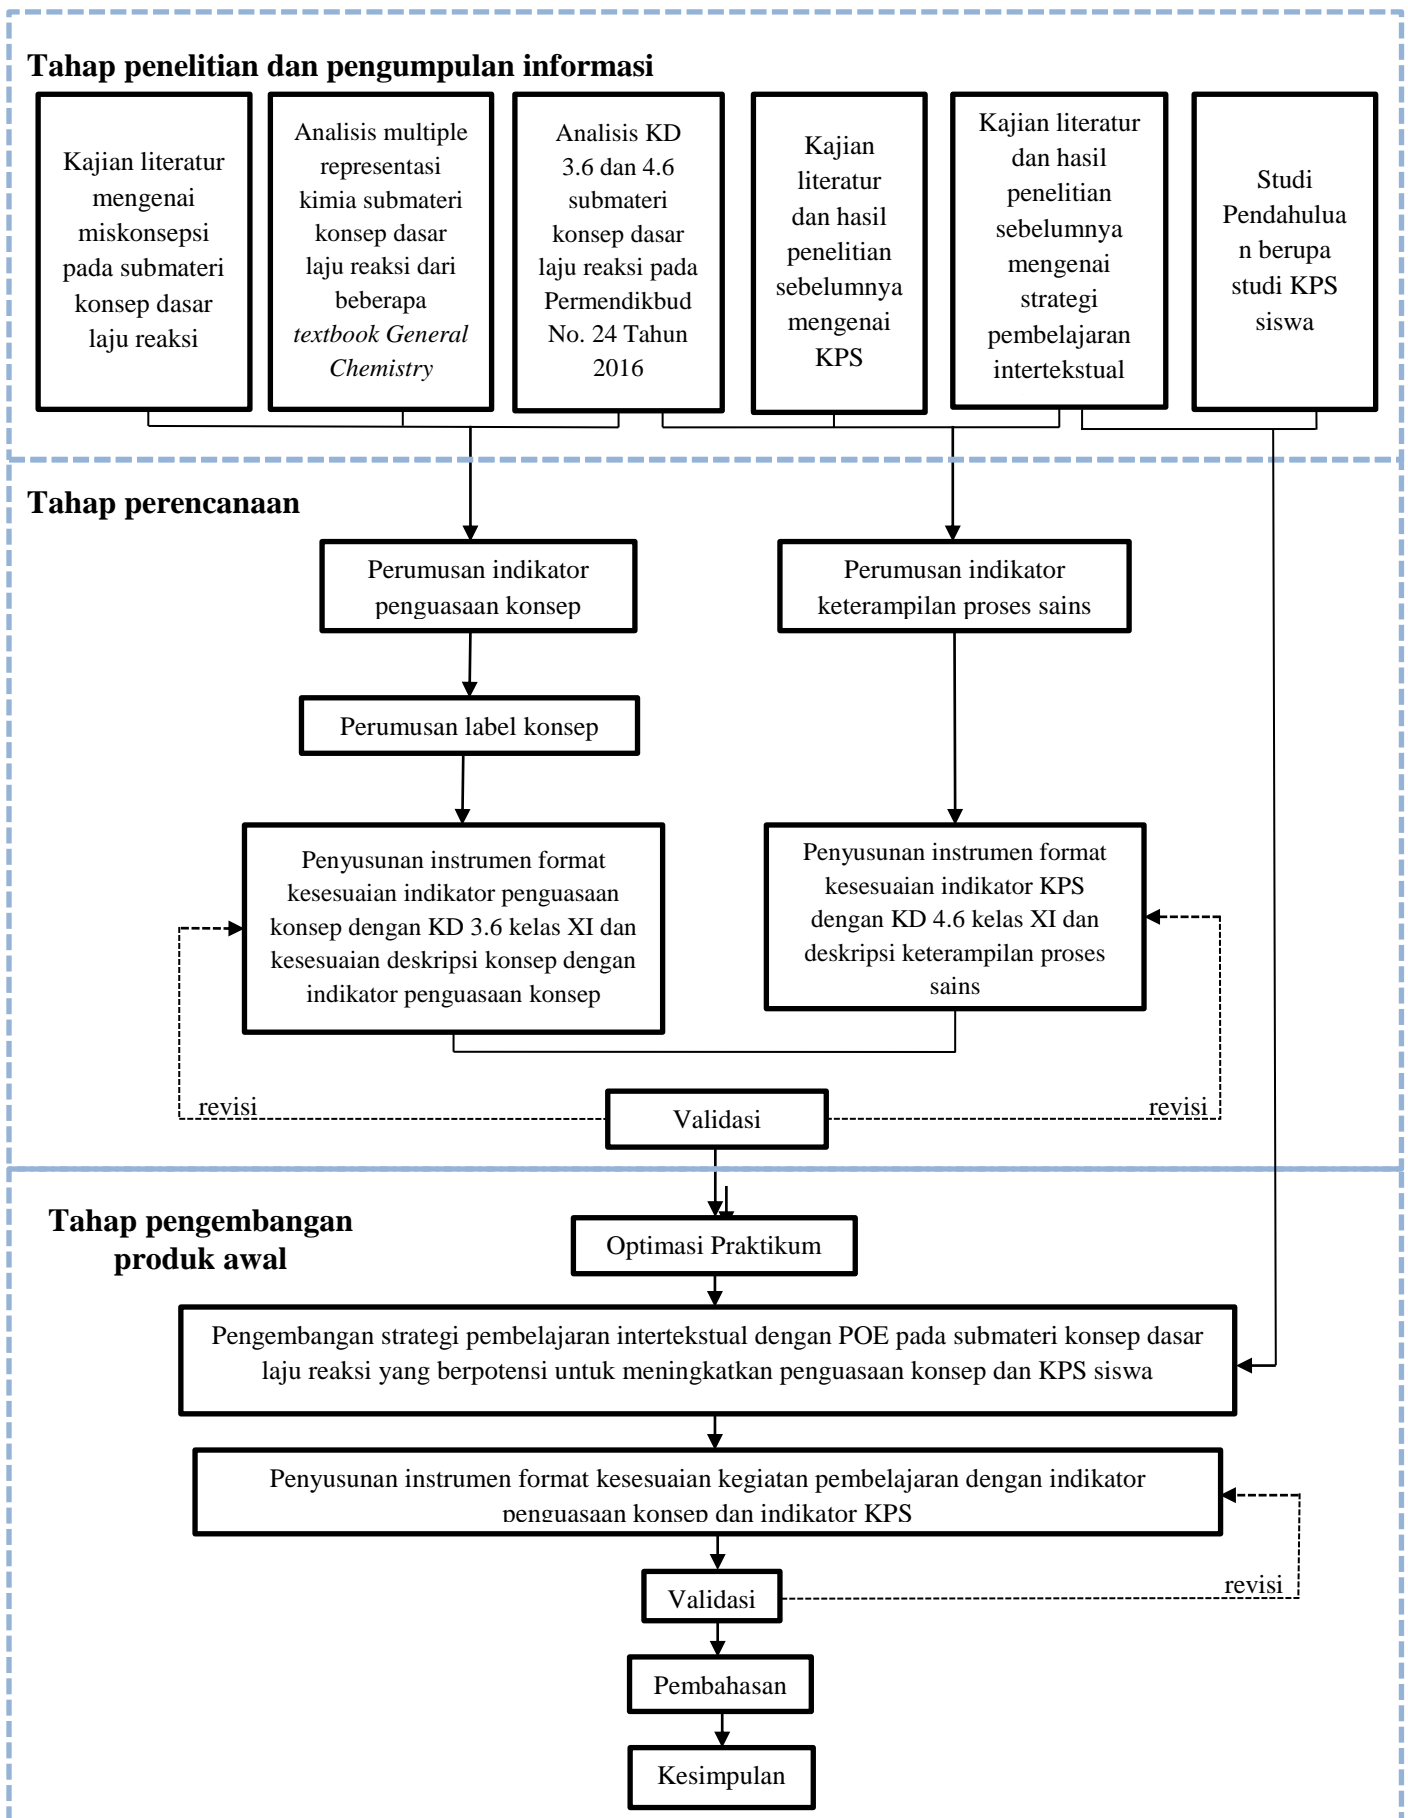 Tahap penelitian dan pengumpulan informasi
Kajian literatur
mengenai
miskonsepsi
pada submateri
konsep dasar
laju reaksi
Analisis multiple
representasi
kimia submateri
konsep dasar
laju reaksi dari
beberapa
textbook General
Chemistry
Analisis KD
3.6 dan 4.6
submateri
konsep dasar
laju reaksi pada
Permendikbud
No. 24 Tahun
2016
Kajian
literatur
dan hasil
penelitian
sebelumnya
mengenai
KPS
Kajian literatur
dan hasil
penelitian
sebelumnya
mengenai
strategi
pembelajaran
intertekstual
Studi
Pendahulua
n berupa
studi KPS
siswa
Tahap perencanaan
Perumusan indikator
penguasaan konsep
Perumusan indikator
keterampilan proses sains
Perumusan label konsep
Penyusunan instrumen format
kesesuaian indikator penguasaan
konsep dengan KD 3.6 kelas XI dan
kesesuaian deskripsi konsep dengan
indikator penguasaan konsep
Penyusunan instrumen format
kesesuaian indikator KPS
dengan KD 4.6 kelas XI dan
deskripsi keterampilan proses
sains
revisi
Validasi
revisi
Tahap pengembangan
produk awal
Optimasi Praktikum
Pengembangan strategi pembelajaran intertekstual dengan POE pada submateri konsep dasar
laju reaksi yang berpotensi untuk meningkatkan penguasaan konsep dan KPS siswa
Penyusunan instrumen format kesesuaian kegiatan pembelajaran dengan indikator
penguasaan konsep dan indikator KPS
Validasi
revisi
Pembahasan
Kesimpulan